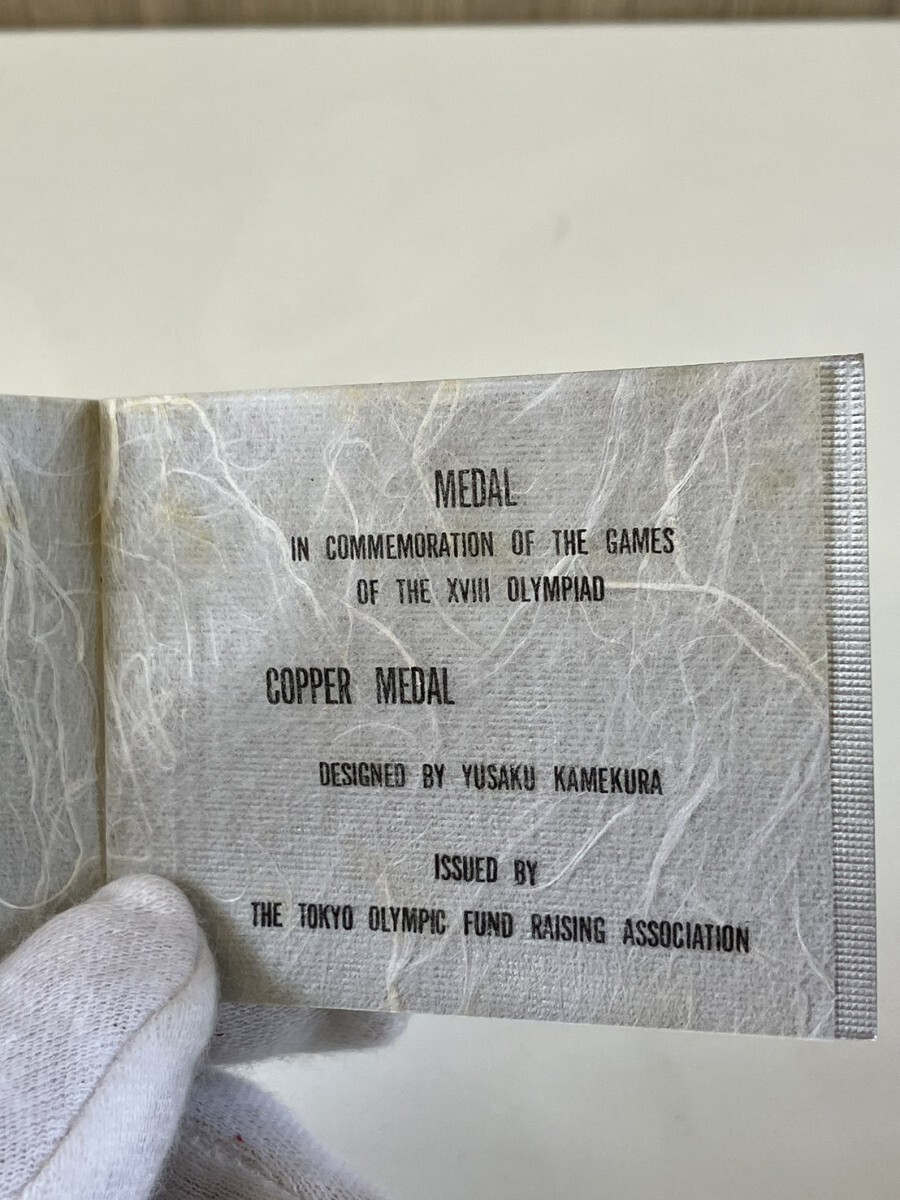 MEDAL
IN COMMEMORATION OF THE GAMES
OF THE XVIII OLYMPIAD
COPPER MEDAL
DESIGNED BY YUSAKU KAMEKURA
ISSUED BY
THE TOKYO OLYMPIC FUND RAISING ASSOCIATION